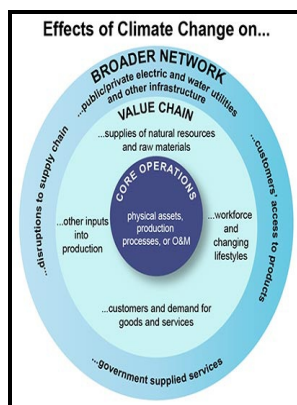 Effects of Climate Change on...
BROADER NETWORK
...public/private electric and water utilities
and other infrastructure
VALUE CHAIN
...supplies of natural resources
and raw materials
CORE OPERATIONS
physical assets,
production
processes, or O&M
...disruptions to supply chain
...other inputs
into
production
...workforce
and
changing
lifestyles
...customers' access to products
...customers and demand for
goods and services
...government supplied services